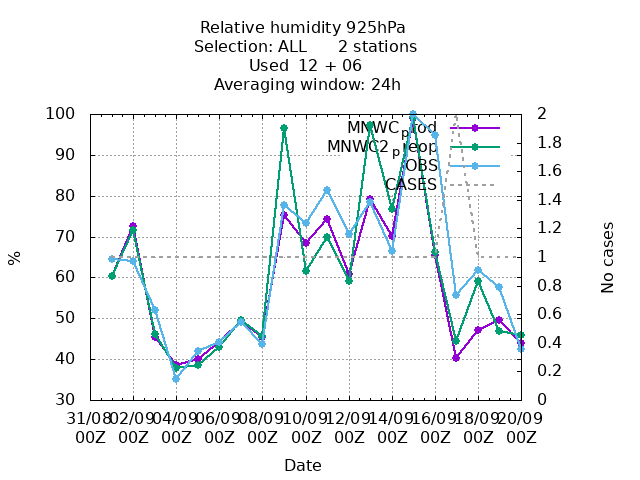 Relative humidity 925hPa
Selection: ALL 2 stations
Used 12 + 06
Averaging window: 24h
MNWCprod
MNWC2preop
OBS
CASES
100
90
80
70
60
50
40
30
%
2
1.8
1.6
1.4
1.2
1
0.8
0.6
0.4
0.2
0
No cases
31/08 02/09 04/09 06/09 08/09 10/09 12/09 14/09 16/09 18/09 20/09
00Z 00Z 00Z 00Z 00Z 00Z 00Z 00Z 00Z 00Z 00Z
Date